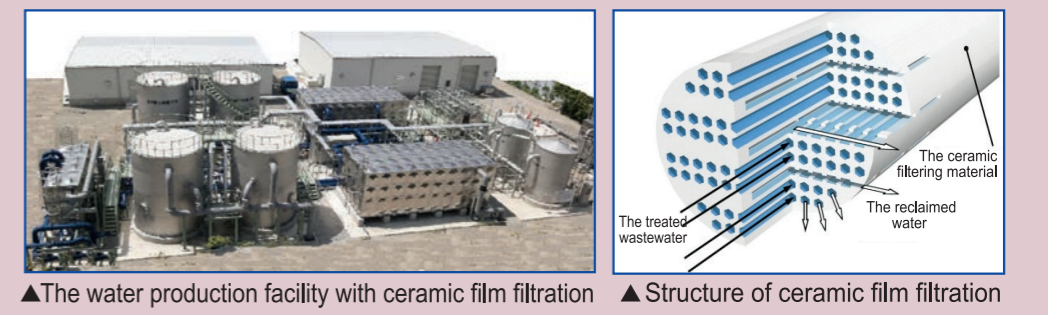 The ceramic
filtering material
The treated
wastewater
The reclaimed
water
▲The water production facility with ceramic film filtration
▲Structure of ceramic film filtration